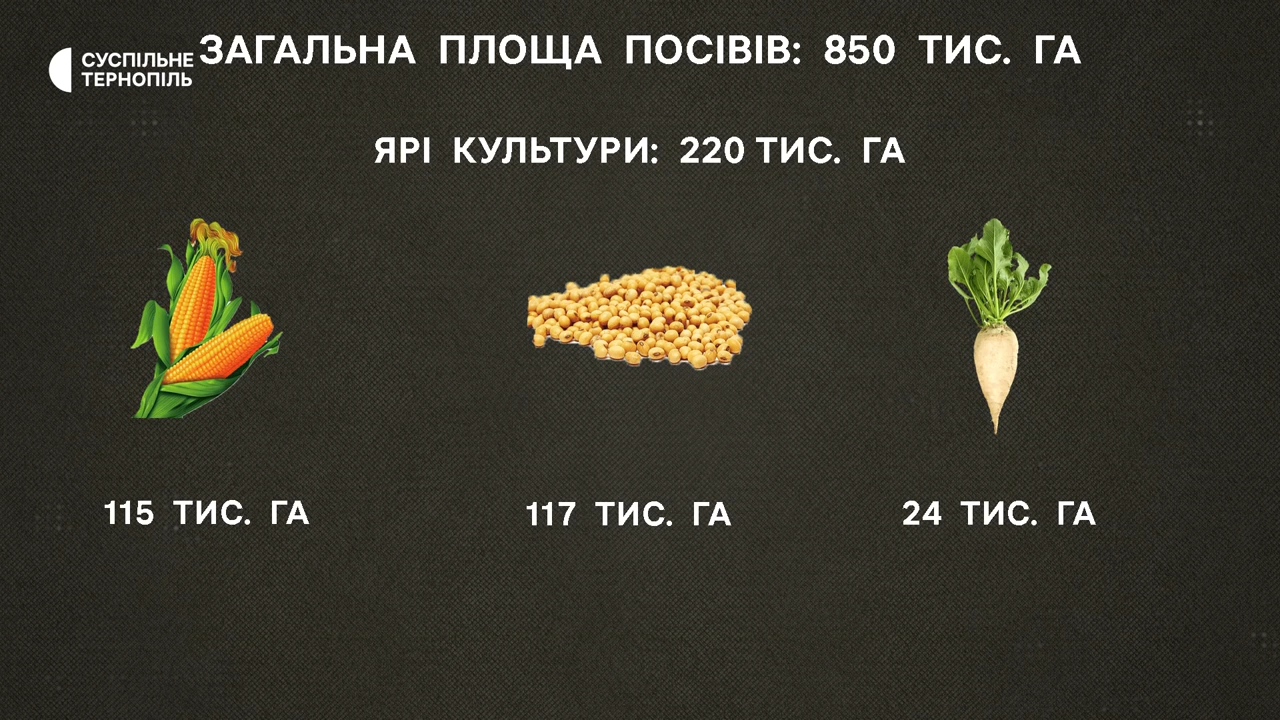 СУСПІЛЬНЕ
ТЕРНОПІЛЬ
ЗАГАЛЬНА ПЛОЩА ПОСІВІВ: 850 ТИС. ГА
ЯРІ КУЛЬТУРИ: 220 ТИС. ГА
115 ТИС. ГА
117 ТИС. ГА
24 ТИС. ГА